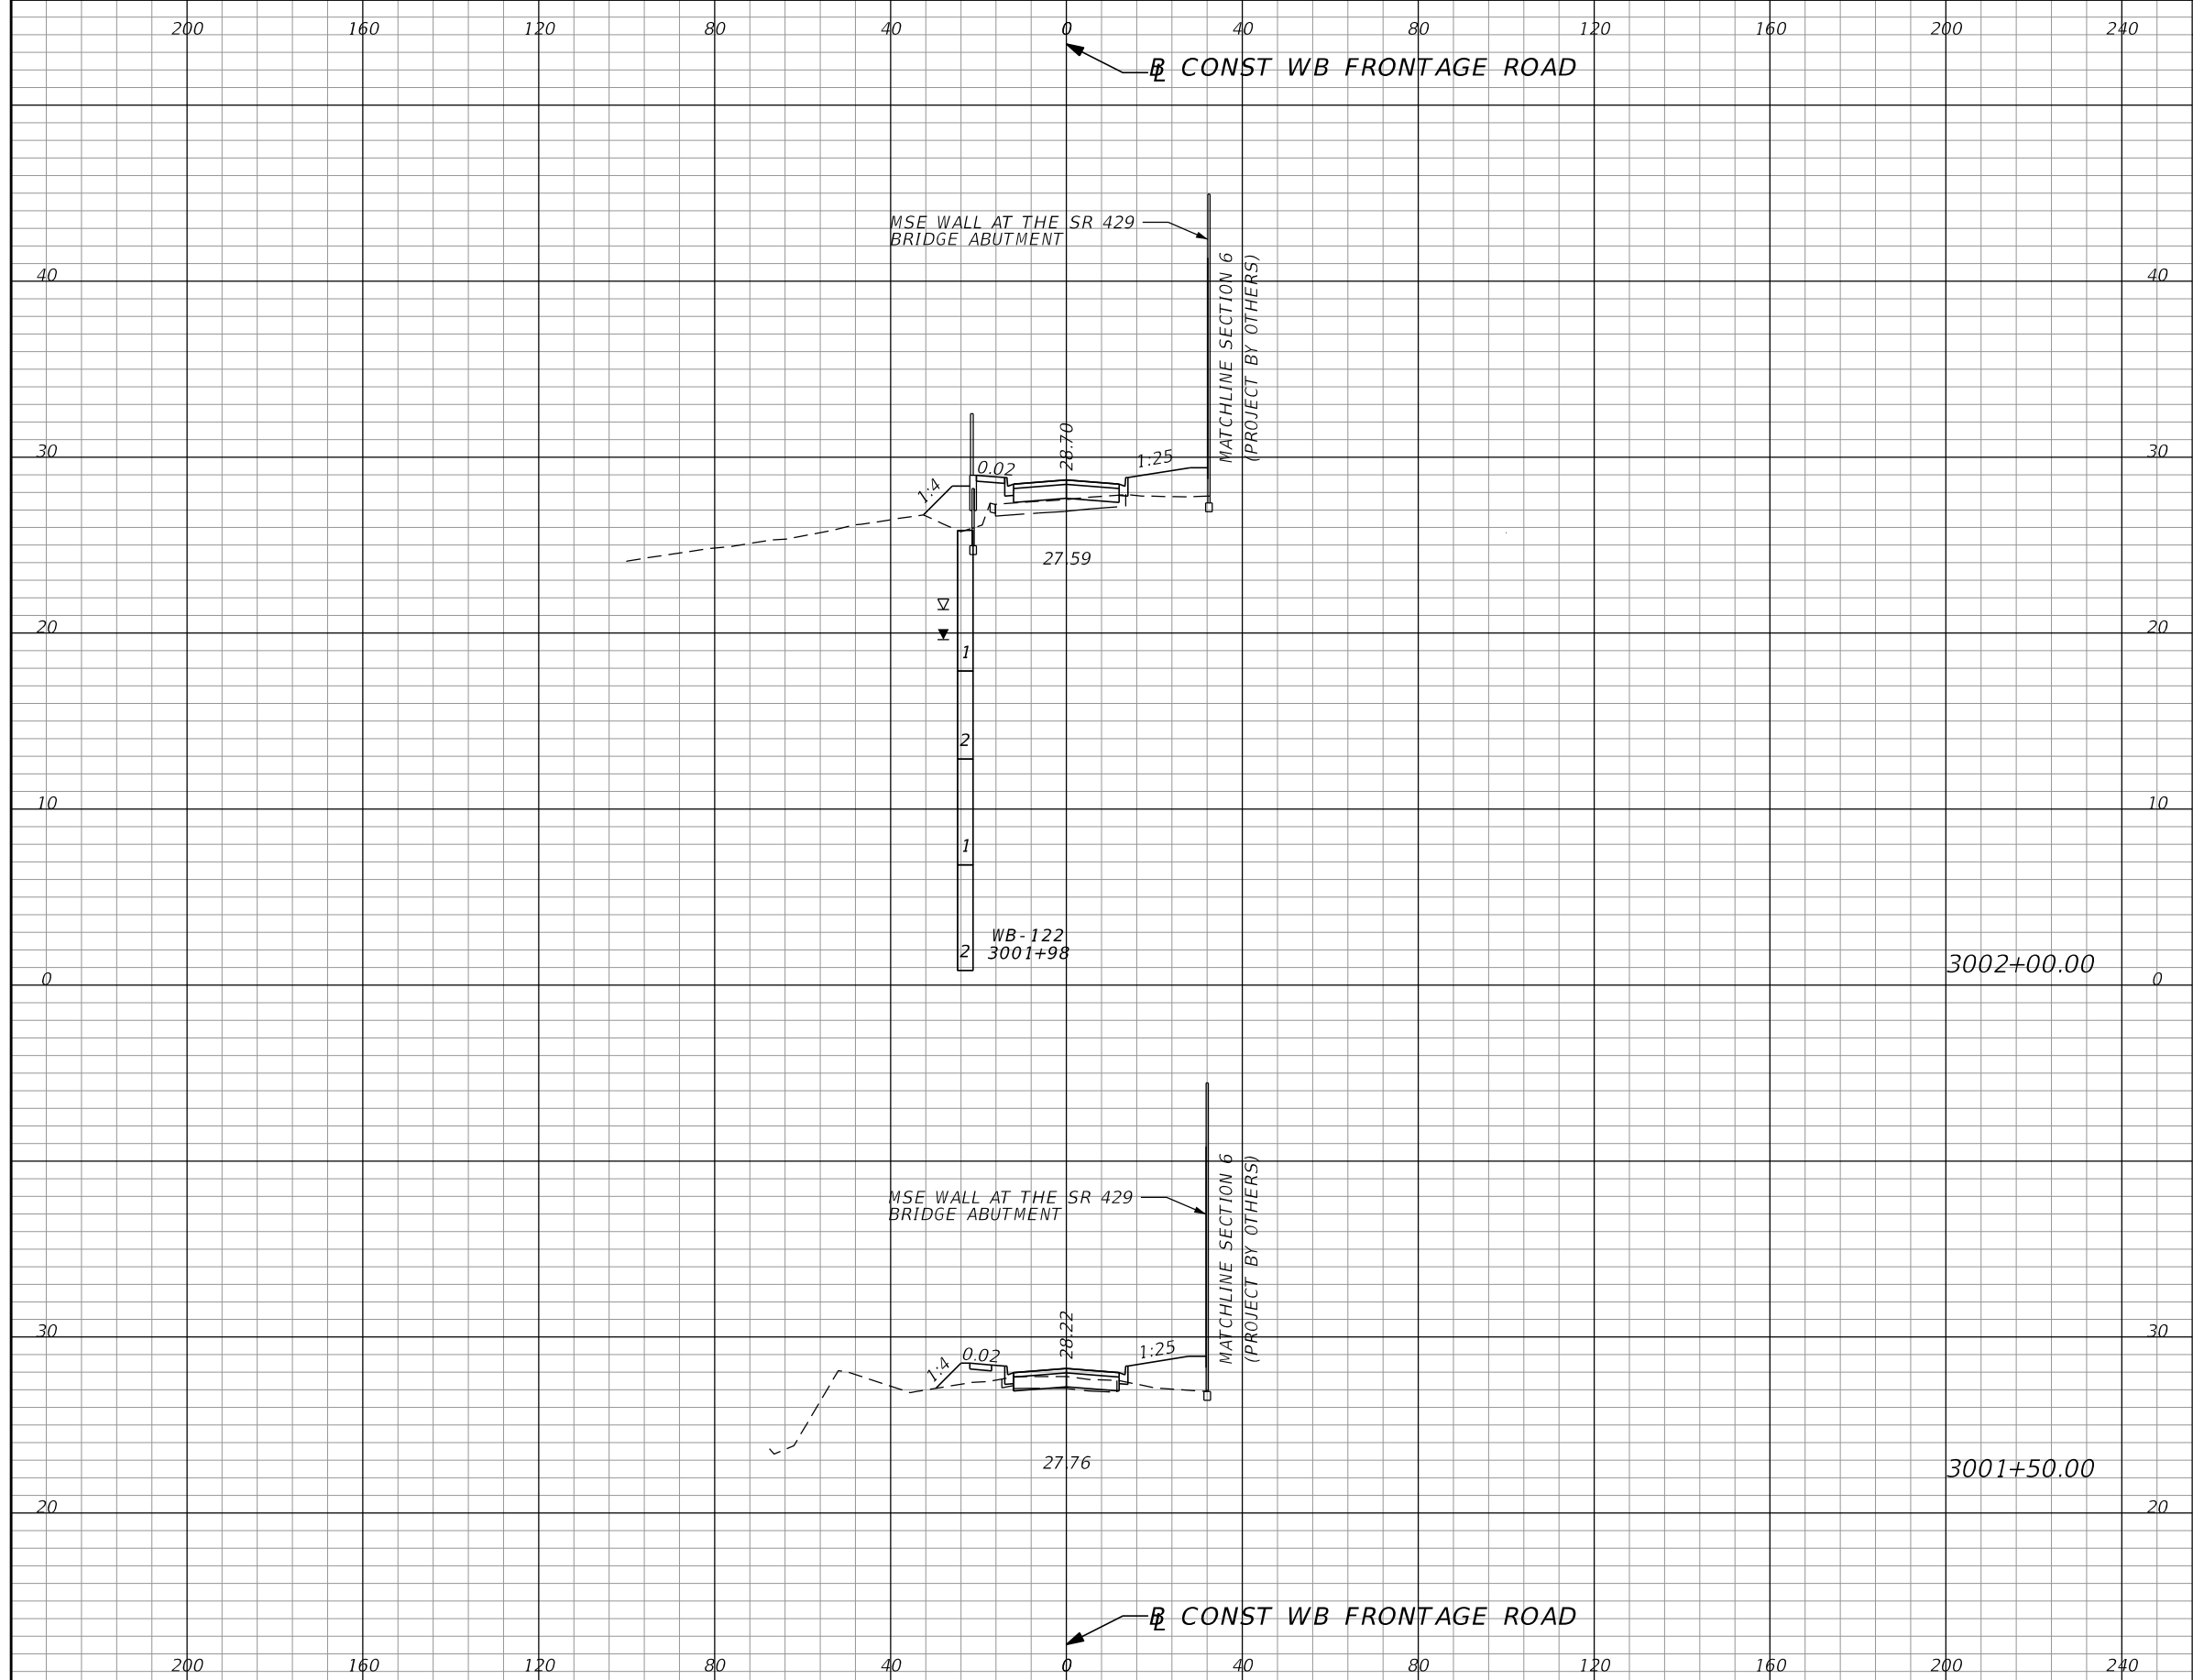 200 160 120 80 40 0 40 80 120 160 200 240
BL CONST WB FRONTAGE ROAD
MSE WALL AT THE SR 429
BRIDGE ABUTMENT
MATCHLINE SECTION 6
(PROJECT BY OTHERS)
40 40
30 30
28.70
0.02
1:25
1:4
27.59
20 20
1
2
10 10
1
2
WB-122
3001+98
3002+00.00
0 0
MSE WALL AT THE SR 429
BRIDGE ABUTMENT
MATCHLINE SECTION 6
(PROJECT BY OTHERS)
30 30
28.22
0.02
1:25
1:4
27.76
3001+50.00
20 20
BL CONST WB FRONTAGE ROAD
200 160 120 80 40 0 40 80 120 160 200 240